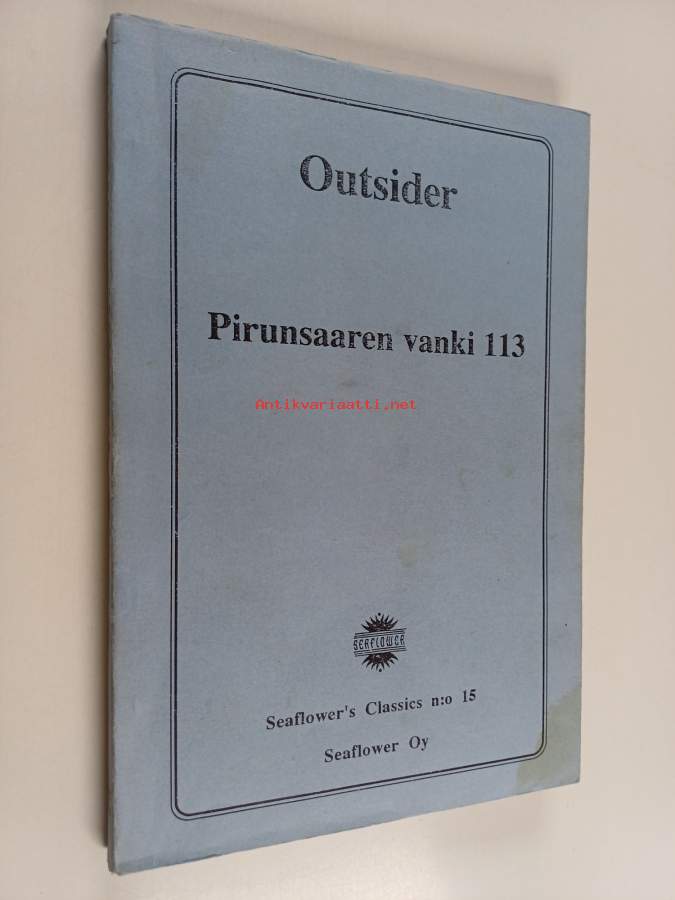 Outsider
Pirunsaaren vanki 113
Antikvariaatti.net
SEAFLOWER
Seaflower's Classics n:o 15
Seaflower Oy